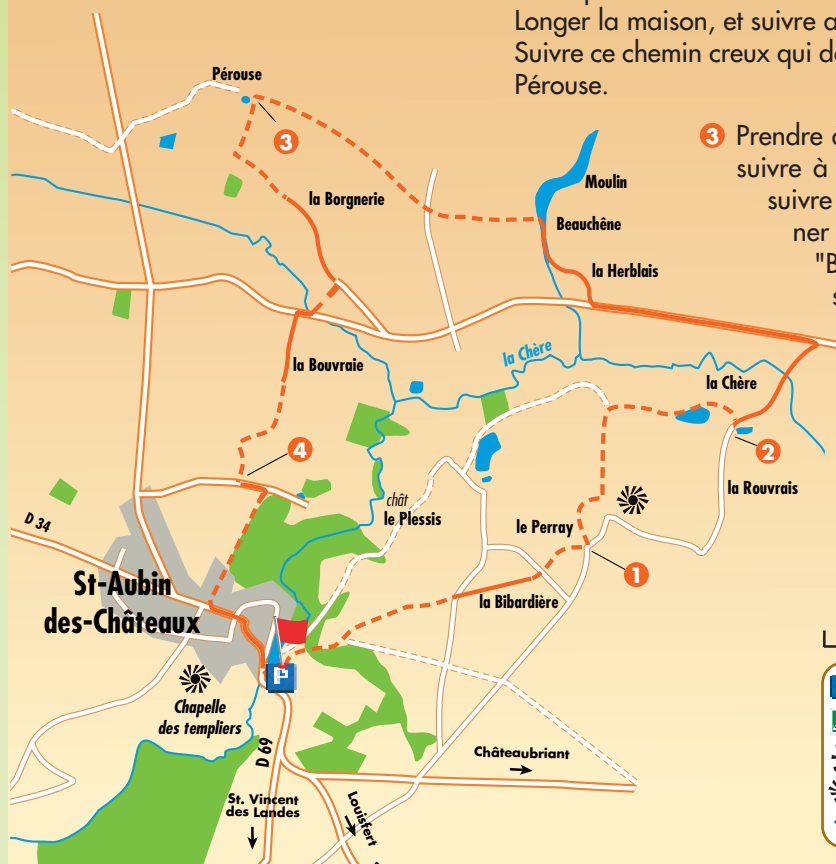 Longer la maison, et suivre a
Suivre ce chemin creux qui d
Pérouse.
3 Prendre
suivre à
suivre
ner
"B
s
Pérouse
3
la Borgnerie
Moulin
Beauchêne
la Herblais
la Bouvraie
la Chère
la Chère
4
2
la Rouvrais
chât
le Plessis
le Perray
D 34
1
St-Aubin
des-Châteaux
la Bibardière
P
Chapelle
des templiers
D 69
Châteaubriant
St. Vincent
des Landes
Louisfert